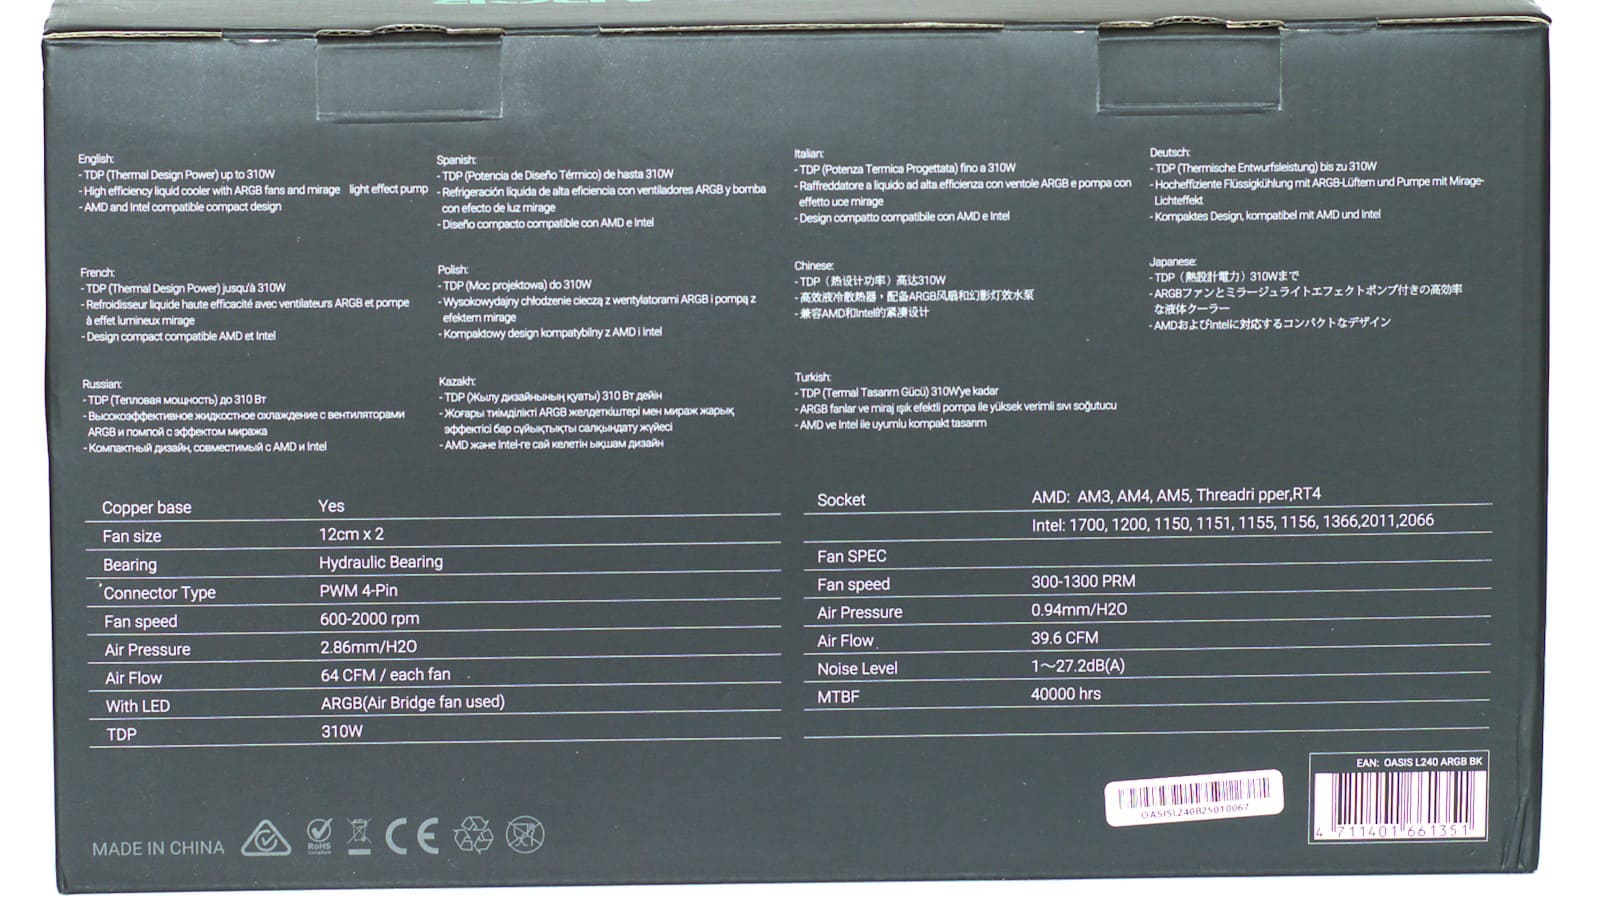 English:
- TDP (Thermal Design Power) up to 310W
- High efficiency liquid cooler with ARGB fans and mirage light effect pump
- AMD and Intel compatible compact design
Spanish:
- TDP (Potencia de Diseño Térmico) de hasta 310W
- Refrigeración líquida de alta eficiencia con ventiladores ARGB y bomba
con efecto de luz mirage
- Diseño compacto compatible con AMD e Intel
Italian:
- TDP (Potenza Termica Progettata) fino a 310W
- Raffreddatore a liquido ad alta efficienza con ventole ARGB e pompa con
effetto uce mirage
- Design compatto compatibile con AMD e Intel
Deutsch:
- TDP (Thermische Entwurfsleistung) bis zu 310W
- Hocheffiziente Flüssigkühlung mit ARGB-Lüftern und Pumpe mit Mirage-
Lichteffekt
- Kompaktes Design, kompatibel mit AMD und Intel
French:
- TDP (Thermal Design Power) jusqu'à 310W
- Refroidisseur liquide haute efficacité avec ventilateurs ARGB et pompe
à effet lumineux mirage
- Design compact compatible AMD et Intel
Polish:
- TDP (Moc projektowa) do 310W
- Wysokowydajny chłodzenie cieczą z wentylatorami ARGB i pompą z
efektem mirage
- Kompaktowy design kompatybilny z AMD i Intel
Chinese:
- TDP（热设计功率）高达310W
- 高效液冷散热器，配备ARGB风扇和幻影灯效水泵
- 兼容AMD和Intel的紧凑设计
Japanese:
- TDP（熱設計電力）310Wまで
- ARGBファンとミラージュライトエフェクトポンプ付きの高効率
な液体クーラー
- AMDおよびIntelに対応するコンパクトなデザイン
Russian:
- TDP (Тепловая мощность) до 310 Вт
- Высокоэффективное жидкостное охлаждение с вентиляторами
ARGB и помпой с эффектом миража
- Компактный дизайн, совместимый с AMD и Intel
Kazakh:
- TDP (Жылу дизайнының қуаты) 310 Вт дейін
- Жоғары тиімділікті ARGB желдеткіштері мен мираж жарық
эффектісі бар сұйықтықты салқындату жүйесі
- AMD және Intel-ге сай келетін ықшам дизайн
Turkish:
- TDP (Termal Tasarım Gücü) 310W'ye kadar
- ARGB fanlar ve miraj ışık efektli pompa ile yüksek verimli sıvı soğutucu
- AMD ve Intel ile uyumlu kompakt tasarım
Copper base Yes
Fan size 12cm x 2
Bearing Hydraulic Bearing
Connector Type PWM 4-Pin
Fan speed 600-2000 rpm
Air Pressure 2.86mm/H2O
Air Flow 64 CFM / each fan
With LED ARGB(Air Bridge fan used)
TDP 310W
Socket AMD: AM3, AM4, AM5, Threadri pper,RT4
Intel: 1700, 1200, 1150, 1151, 1155, 1156, 1366,2011,2066
Fan SPEC
Fan speed 300-1300 PRM
Air Pressure 0.94mm/H2O
Air Flow 39.6 CFM
Noise Level 1～27.2dB(A)
MTBF 40000 hrs
MADE IN CHINA
RoHS
Compliant
CE
OASISL240B25010067
EAN: OASIS L240 ARGB BK
4 711401 661351